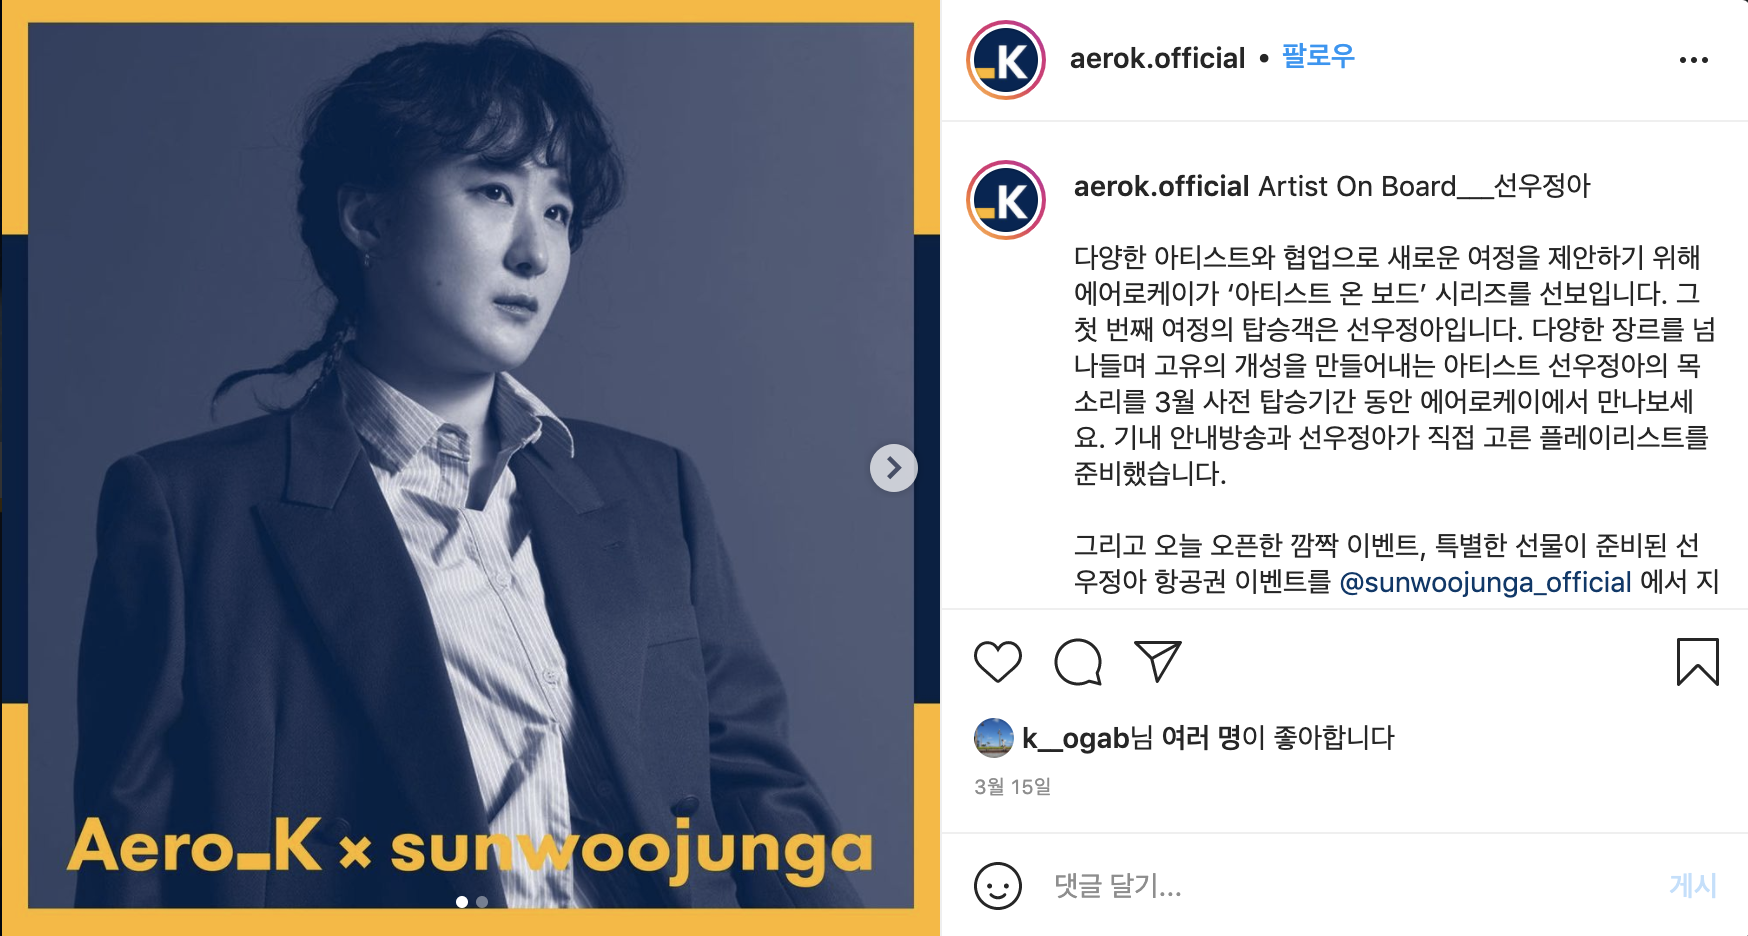 Aero_K × sunwoojunga
K
aerok.official • 팔로우
K
aerok.official Artist On Board___선우정아
다양한 아티스트와 협업으로 새로운 여정을 제안하기 위해
에어로케이가 ‘아티스트 온 보드’ 시리즈를 선보입니다. 그
첫 번째 여정의 탑승객은 선우정아입니다. 다양한 장르를 넘
나들며 고유의 개성을 만들어내는 아티스트 선우정아의 목
소리를 3월 사전 탑승기간 동안 에어로케이에서 만나보세
요. 기내 안내방송과 선우정아가 직접 고른 플레이리스트를
준비했습니다.
그리고 오늘 오픈한 깜짝 이벤트, 특별한 선물이 준비된 선
우정아 항공권 이벤트를 @sunwoojunga_official 에서 지
k__ogab님 여러 명이 좋아합니다
3월 15일
댓글 달기...
게시